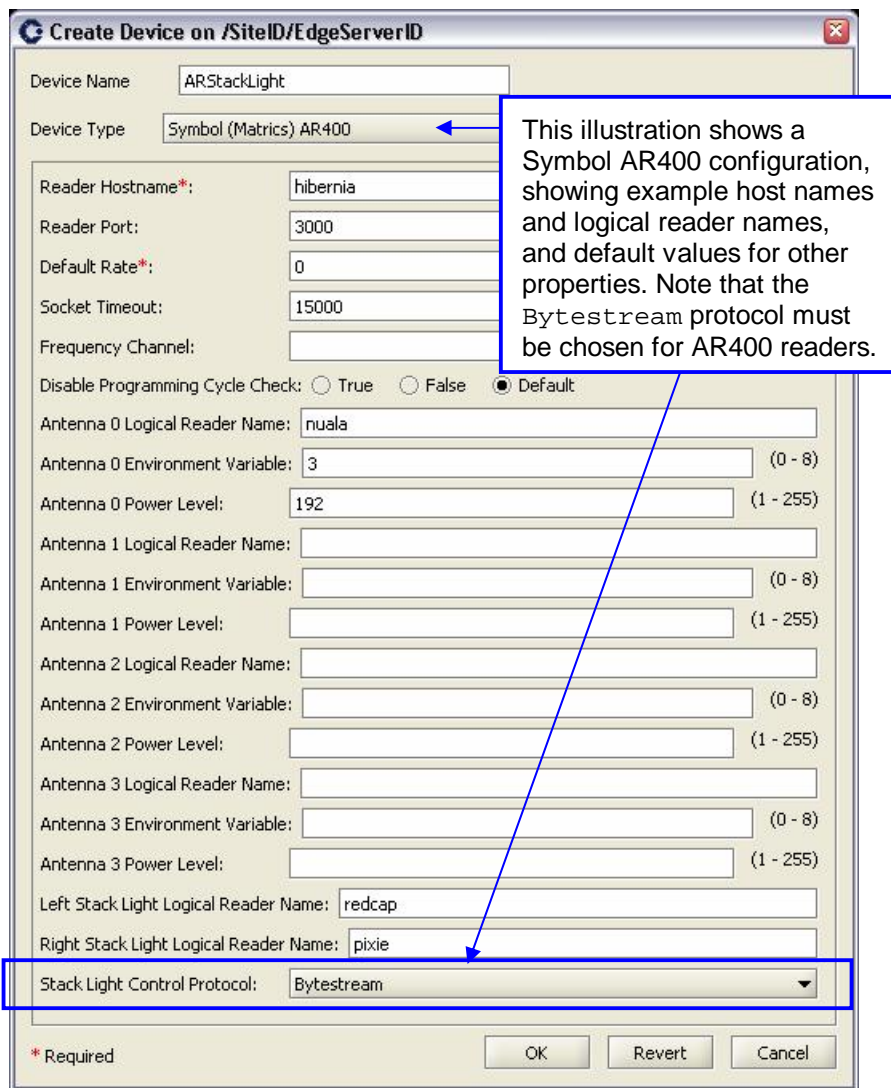 Create Device on /SiteID/EdgeServerID
Device Name ARStackLight
Device Type Symbol (Matrics) AR400
This illustration shows a
Symbol AR400 configuration,
showing example host names
and logical reader names,
and default values for other
properties. Note that the
Bytestream protocol must
be chosen for AR400 readers.
Reader Hostname*: hibernia
Reader Port: 3000
Default Rate*: 0
Socket Timeout: 15000
Frequency Channel:
Disable Programming Cycle Check: True False Default
Antenna 0 Logical Reader Name: nuala
Antenna 0 Environment Variable: 3 (0 - 8)
Antenna 0 Power Level: 192 (1 - 255)
Antenna 1 Logical Reader Name:
Antenna 1 Environment Variable: (0 - 8)
Antenna 1 Power Level: (1 - 255)
Antenna 2 Logical Reader Name:
Antenna 2 Environment Variable: (0 - 8)
Antenna 2 Power Level: (1 - 255)
Antenna 3 Logical Reader Name:
Antenna 3 Environment Variable: (0 - 8)
Antenna 3 Power Level: (1 - 255)
Left Stack Light Logical Reader Name: redcap
Right Stack Light Logical Reader Name: pixie
Stack Light Control Protocol: Bytestream
* Required
OK Revert Cancel